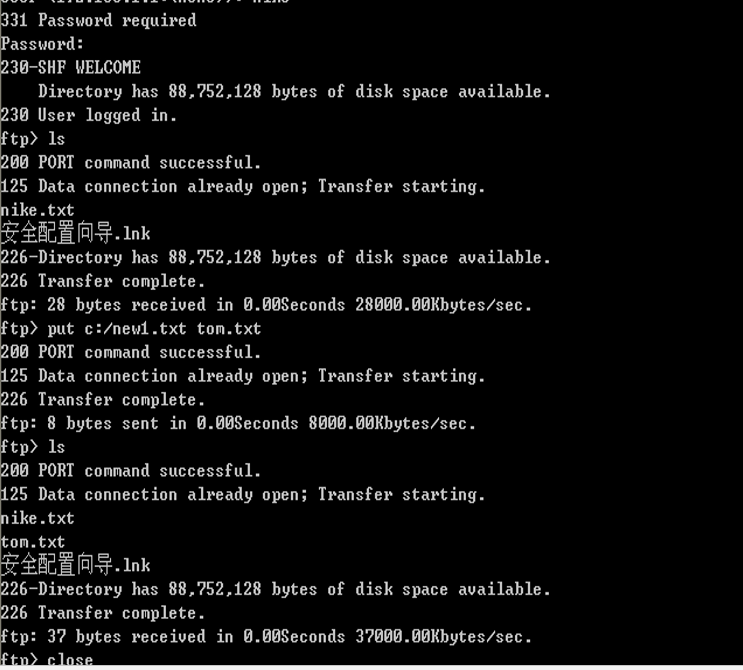 331 Password required
Password:
230-SHF WELCOME
    Directory has 88,752,128 bytes of disk space available.
230 User logged in.
ftp> ls
200 PORT command successful.
125 Data connection already open; Transfer starting.
nike.txt
安全配置向导.lnk
226-Directory has 88,752,128 bytes of disk space available.
226 Transfer complete.
ftp: 28 bytes received in 0.00Seconds 28000.00Kbytes/sec.
ftp> put c:/new1.txt tom.txt
200 PORT command successful.
125 Data connection already open; Transfer starting.
226 Transfer complete.
ftp: 8 bytes sent in 0.00Seconds 8000.00Kbytes/sec.
ftp> ls
200 PORT command successful.
125 Data connection already open; Transfer starting.
nike.txt
tom.txt
安全配置向导.lnk
226-Directory has 88,752,128 bytes of disk space available.
226 Transfer complete.
ftp: 37 bytes received in 0.00Seconds 37000.00Kbytes/sec.
ftp> close